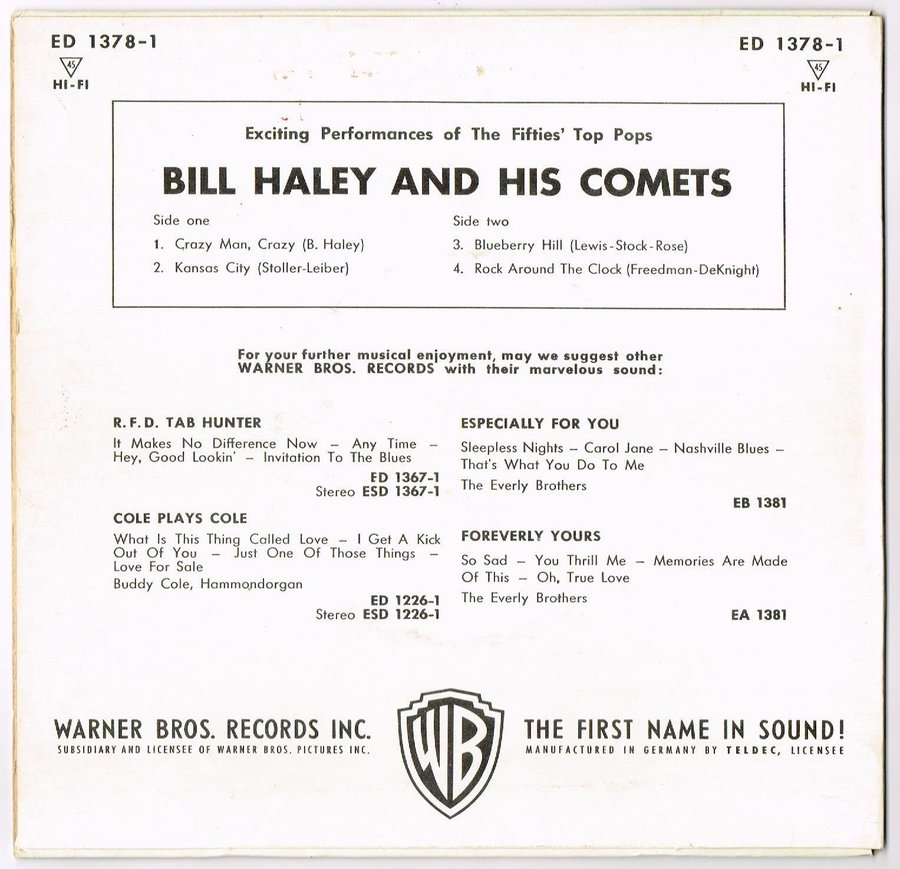 ED 1378-1
ED 1378-1
45
45
HI-FI
HI-FI
Exciting Performances of The Fifties' Top Pops
BILL HALEY AND HIS COMETS
Side one
1. Crazy Man, Crazy (B. Haley)
2. Kansas City (Stoller-Leiber)
Side two
3. Blueberry Hill (Lewis-Stock-Rose)
4. Rock Around The Clock (Freedman-DeKnight)
For your further musical enjoyment, may we suggest other
WARNER BROS. RECORDS with their marvelous sound:
R.F.D. TAB HUNTER
It Makes No Difference Now – Any Time –
Hey, Good Lookin' – Invitation To The Blues
ED 1367-1
Stereo ESD 1367-1
COLE PLAYS COLE
What Is This Thing Called Love – I Get A Kick
Out Of You – Just One Of Those Things –
Love For Sale
Buddy Cole, Hammondorgan
ED 1226-1
Stereo ESD 1226-1
ESPECIALLY FOR YOU
Sleepless Nights – Carol Jane – Nashville Blues –
That's What You Do To Me
The Everly Brothers
EB 1381
FOREVERLY YOURS
So Sad – You Thrill Me – Memories Are Made
Of This – Oh, True Love
The Everly Brothers
EA 1381
WARNER BROS. RECORDS INC.
SUBSIDIARY AND LICENSEE OF WARNER BROS. PICTURES INC.
WB
THE FIRST NAME IN SOUND!
MANUFACTURED IN GERMANY BY TELDEC, LICENSEE